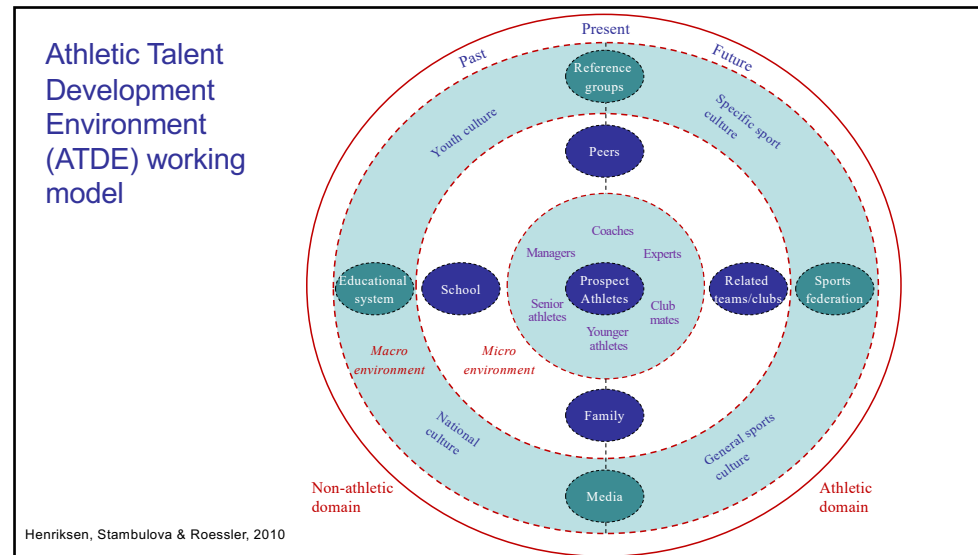 Athletic Talent
Development
Environment
(ATDE) working
model
Present
Past
Future
Reference
groups
Youth culture
Specific sport
culture
Peers
Coaches
Managers
Experts
Educational
system
School
Prospect
Athletes
Related
teams/clubs
Sports
federation
Senior
athletes
Club
mates
Younger
athletes
Macro
environment
Micro
environment
Family
National
culture
General sports
culture
Media
Non-athletic
domain
Athletic
domain
Henriksen, Stambulova & Roessler, 2010